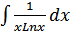 ∫ 1/(xLnx) dx